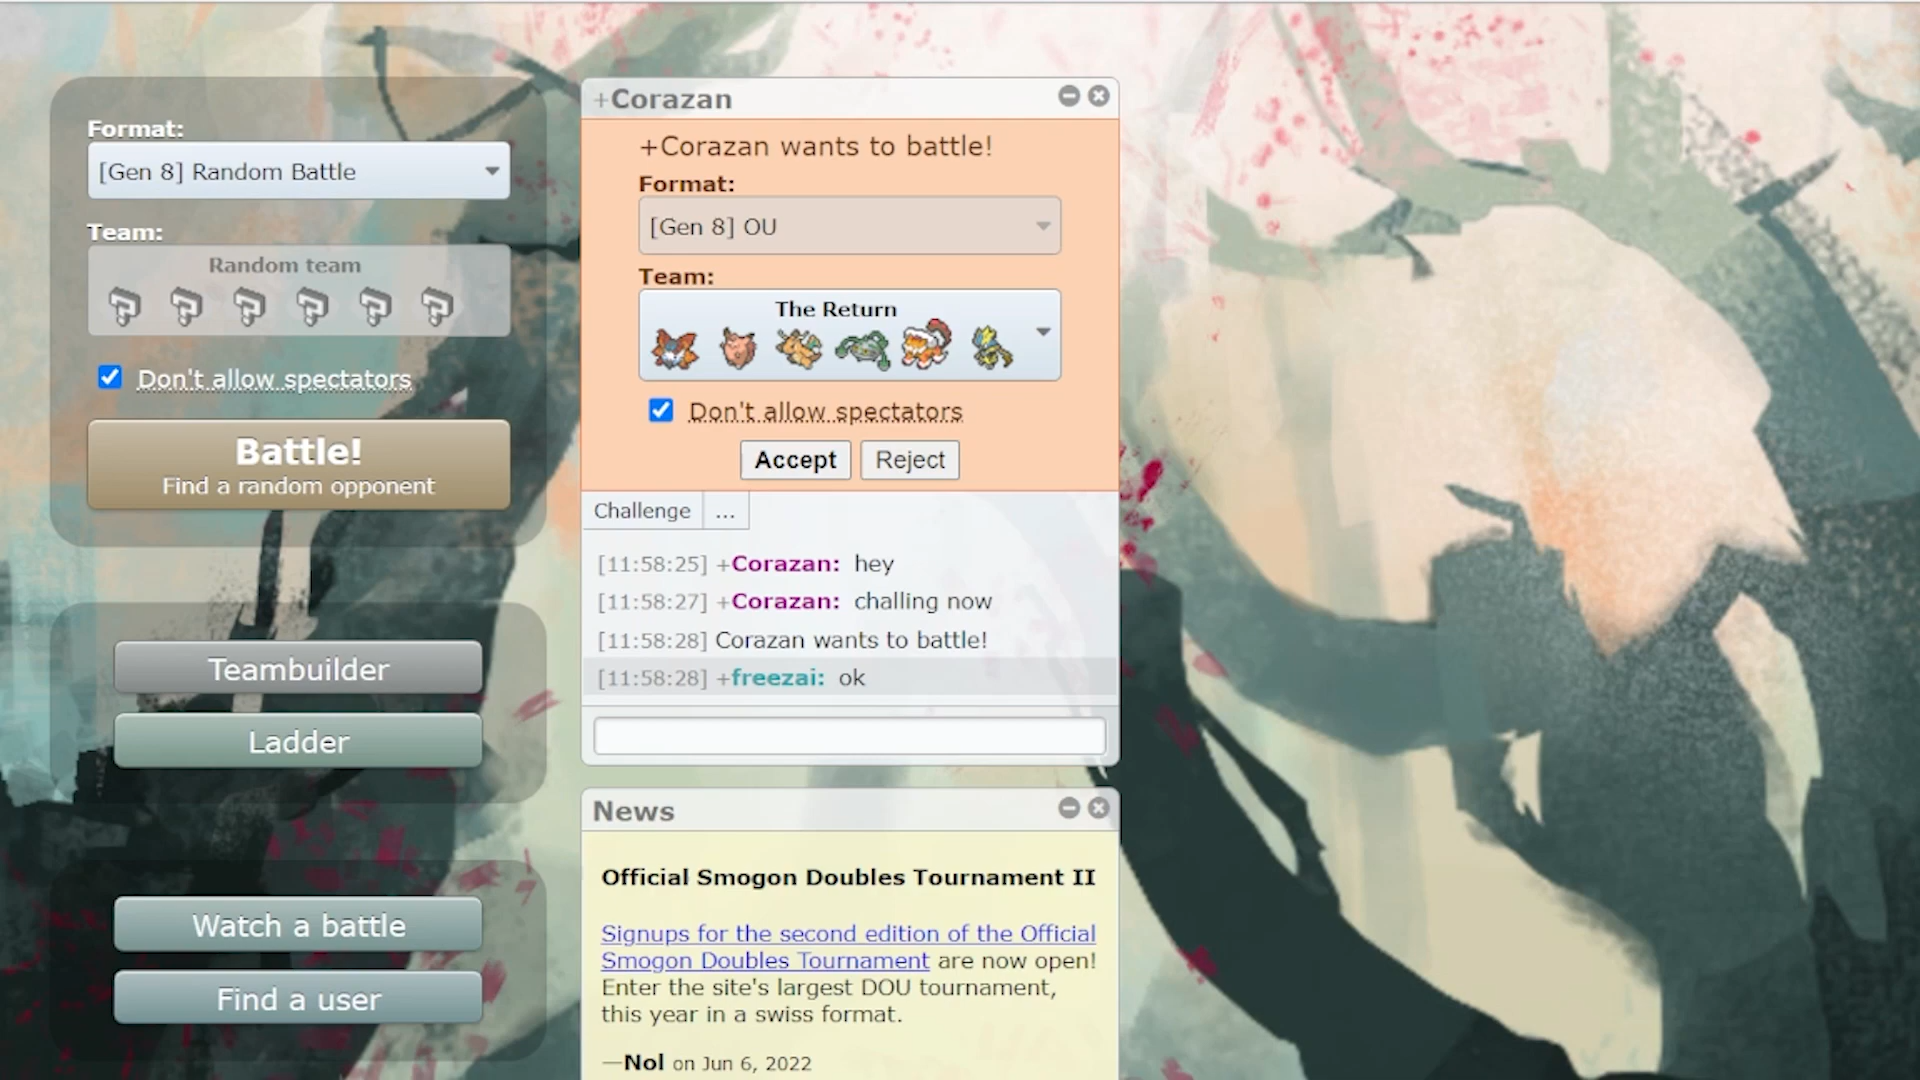 Format:
[Gen 8] Random Battle
Team:
Random team
Don't allow spectators
Battle!
Find a random opponent
Teambuilder
Ladder
Watch a battle
Find a user
+Corazan
+Corazan wants to battle!
Format:
[Gen 8] OU
Team:
The Return
Don't allow spectators
Accept Reject
Challenge ...
[11:58:25] +Corazan: hey
[11:58:27] +Corazan: challing now
[11:58:28] Corazan wants to battle!
[11:58:28] +freezai: ok
News
Official Smogon Doubles Tournament II
Signups for the second edition of the Official
Smogon Doubles Tournament are now open!
Enter the site's largest DOU tournament,
this year in a swiss format.
—Nol on Jun 6, 2022